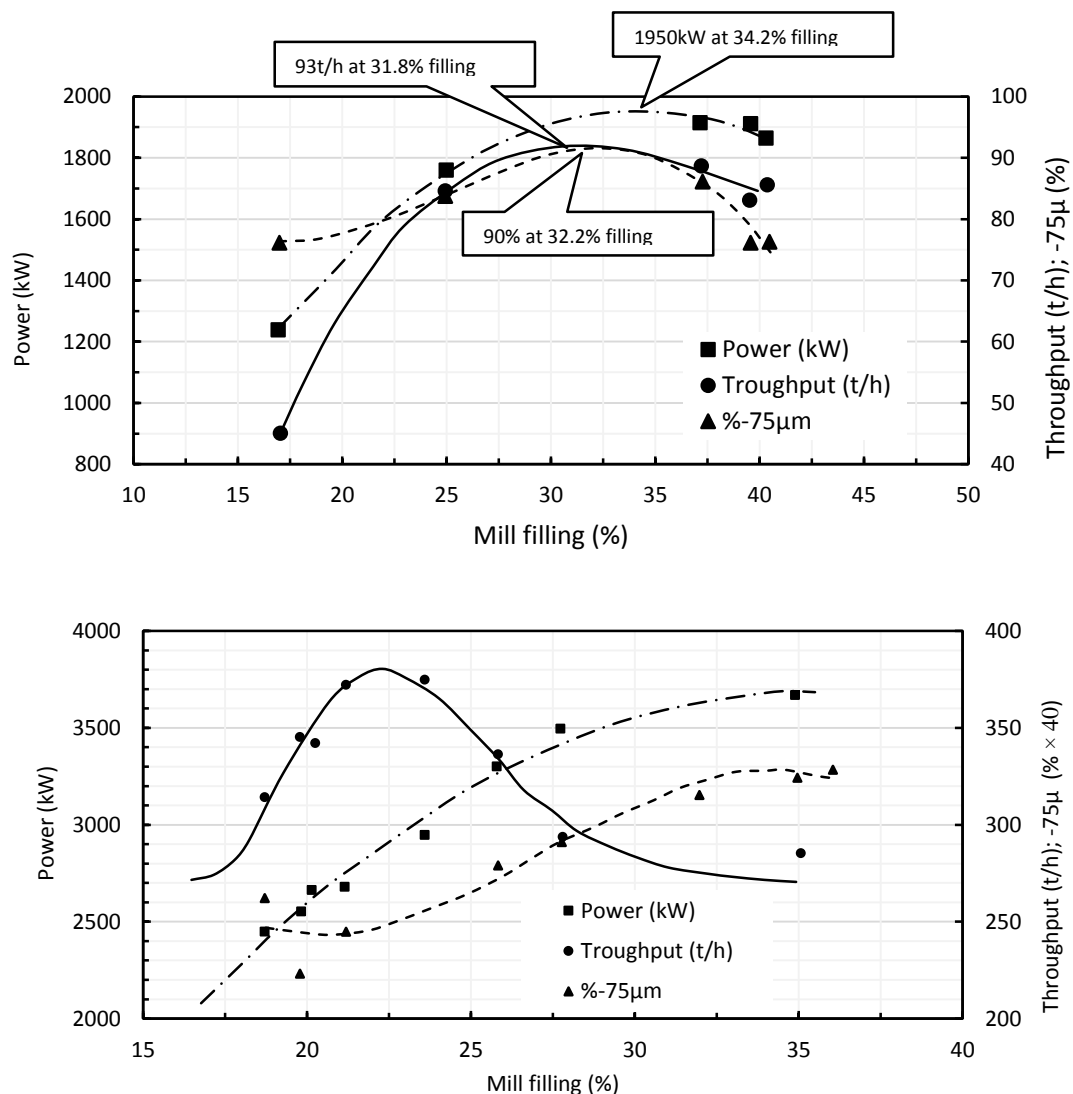 1950kW at 34.2% filling
93t/h at 31.8% filling
90% at 32.2% filling
2000
1800
1600
1400
1200
1000
800
Power (kW)
100
90
80
70
60
50
40
Throughput (t/h); -75µ (%)
Power (kW)
Troughput (t/h)
%-75µm
10 15 20 25 30 35 40 45 50
Mill filling (%)
4000
3500
3000
2500
2000
Power (kW)
400
350
300
250
200
Throughput (t/h); -75µ (% × 40)
Power (kW)
Troughput (t/h)
%-75µm
15 20 25 30 35 40
Mill filling (%)